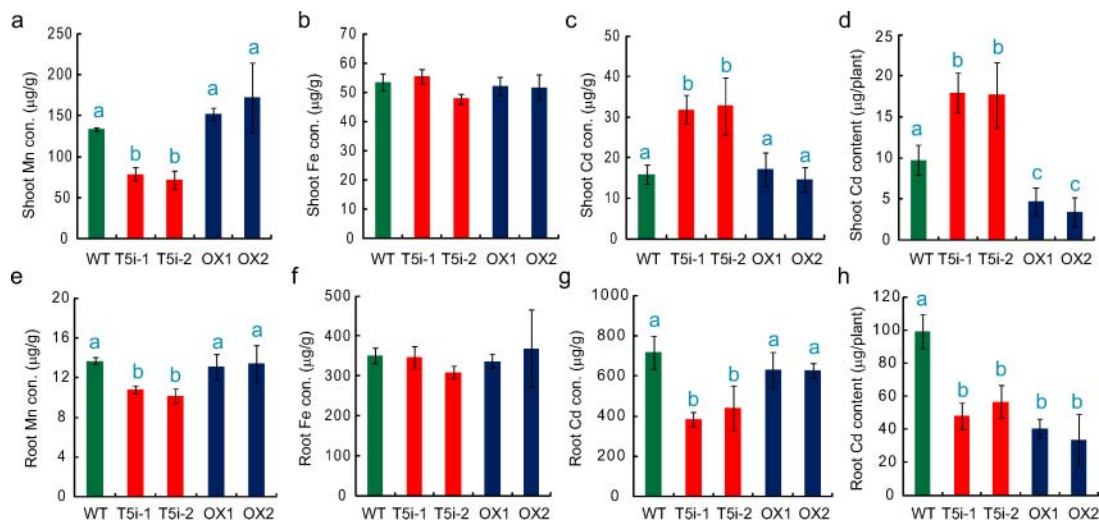 a
Shoot Mn con. (μg/g)
250
200
150
100
50
0
a
b
b
a
a
WT T5i-1 T5i-2 OX1 OX2
b
Shoot Fe con. (μg/g)
70
60
50
40
30
20
10
0
WT T5i-1 T5i-2 OX1 OX2
c
Shoot Cd con. (μg/g)
50
40
30
20
10
0
a
b
b
a
a
WT T5i-1 T5i-2 OX1 OX2
d
Shoot Cd content (μg/plant)
25
20
15
10
5
0
a
b
b
c
c
WT T5i-1 T5i-2 OX1 OX2
e
Root Mn con. (μg/g)
20
16
12
8
4
0
a
b
b
a
a
WT T5i-1 T5i-2 OX1 OX2
f
Root Fe con. (μg/g)
500
400
300
200
100
0
WT T5i-1 T5i-2 OX1 OX2
g
Root Cd con. (μg/g)
1000
800
600
400
200
0
a
b
b
a
a
WT T5i-1 T5i-2 OX1 OX2
h
Root Cd content (μg/plant)
120
100
80
60
40
20
0
a
b
b
b
b
WT T5i-1 T5i-2 OX1 OX2